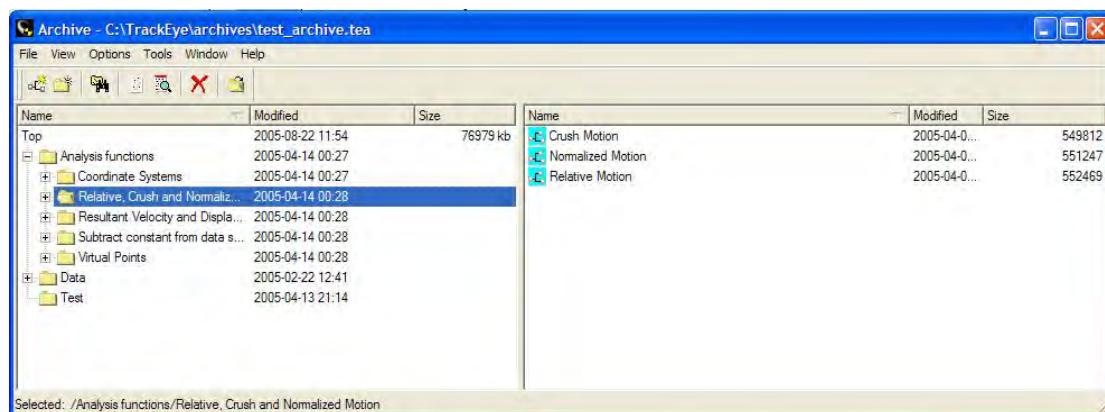 Archive - C:\TrackEye\archives\test_archive.tea
File View Options Tools Window Help
Name Modified Size
Top 2005-08-22 11:54 76979 kb
Analysis functions 2005-04-14 00:27
Coordinate Systems 2005-04-14 00:27
Relative, Crush and Normaliz... 2005-04-14 00:28
Resultant Velocity and Displa... 2005-04-14 00:28
Subtract constant from data s... 2005-04-14 00:28
Virtual Points 2005-04-14 00:28
Data 2005-02-22 12:41
Test 2005-04-13 21:14
Name Modified Size
Crush Motion 2005-04-0... 549812
Normalized Motion 2005-04-0... 551247
Relative Motion 2005-04-0... 552469
Selected: /Analysis functions/Relative, Crush and Normalized Motion